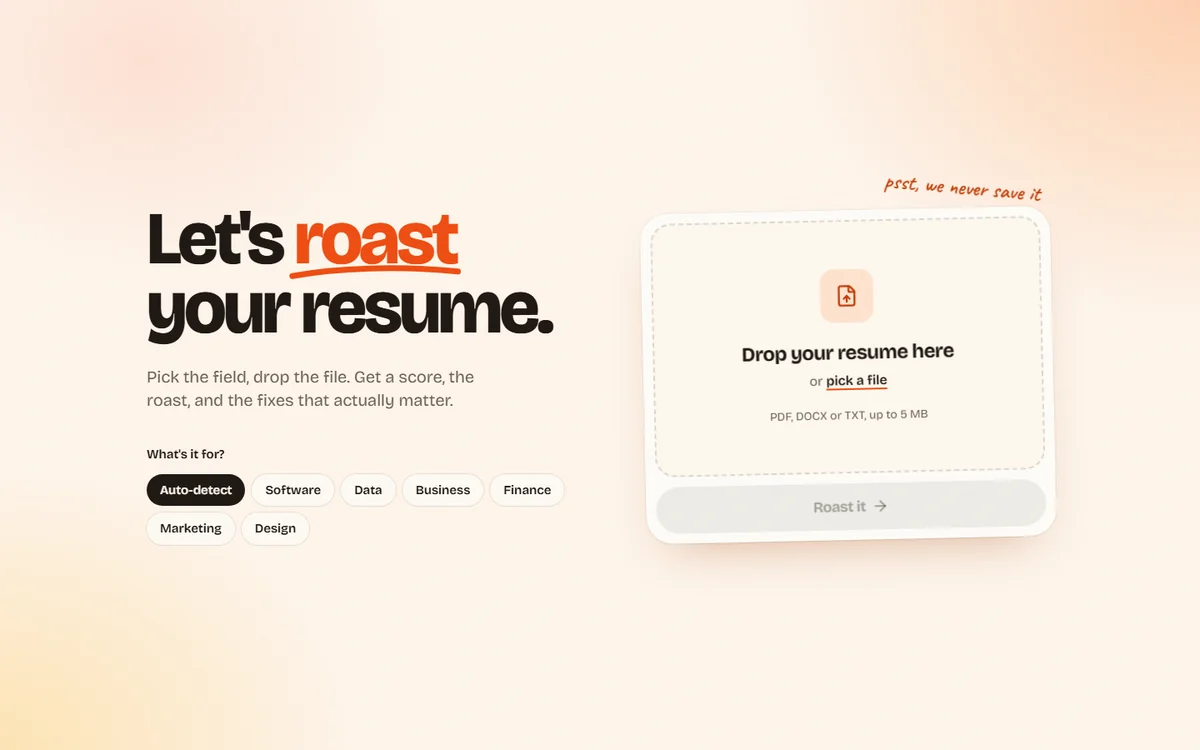 Let's roast
your resume.
Pick the field, drop the file. Get a score, the
roast, and the fixes that actually matter.
What's it for?
Auto-detect Software Data Business Finance
Marketing Design
psst, we never save it
Drop your resume here
or pick a file
PDF, DOCX or TXT, up to 5 MB
Roast it →